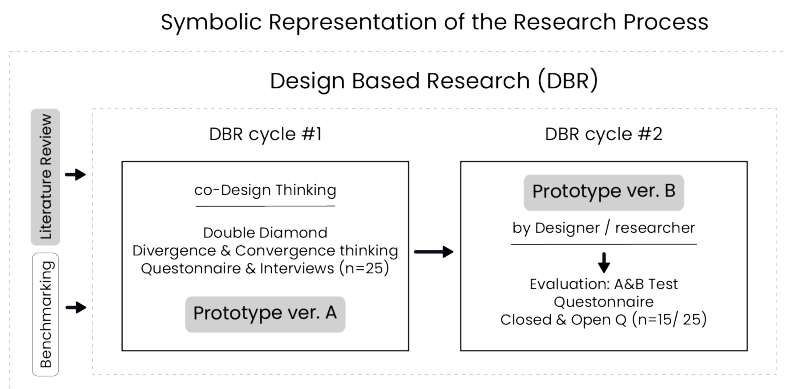 Symbolic Representation of the Research Process
Design Based Research (DBR)
Literature Review
Benchmarking
DBR cycle #1
co-Design Thinking
Double Diamond
Divergence & Convergence thinking
Questonnaire & Interviews (n=25)
Prototype ver. A
DBR cycle #2
Prototype ver. B
by Designer / researcher
Evaluation: A&B Test
Questonnaire
Closed & Open Q (n=15/ 25)